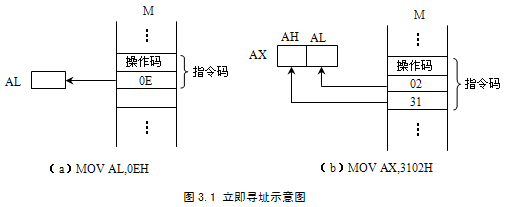 M
操作码
AL
0E
指令码
(a) MOV AL,0EH
M
AH AL
AX
操作码
02
31
指令码
(b) MOV AX,3102H
图 3.1 立即寻址示意图